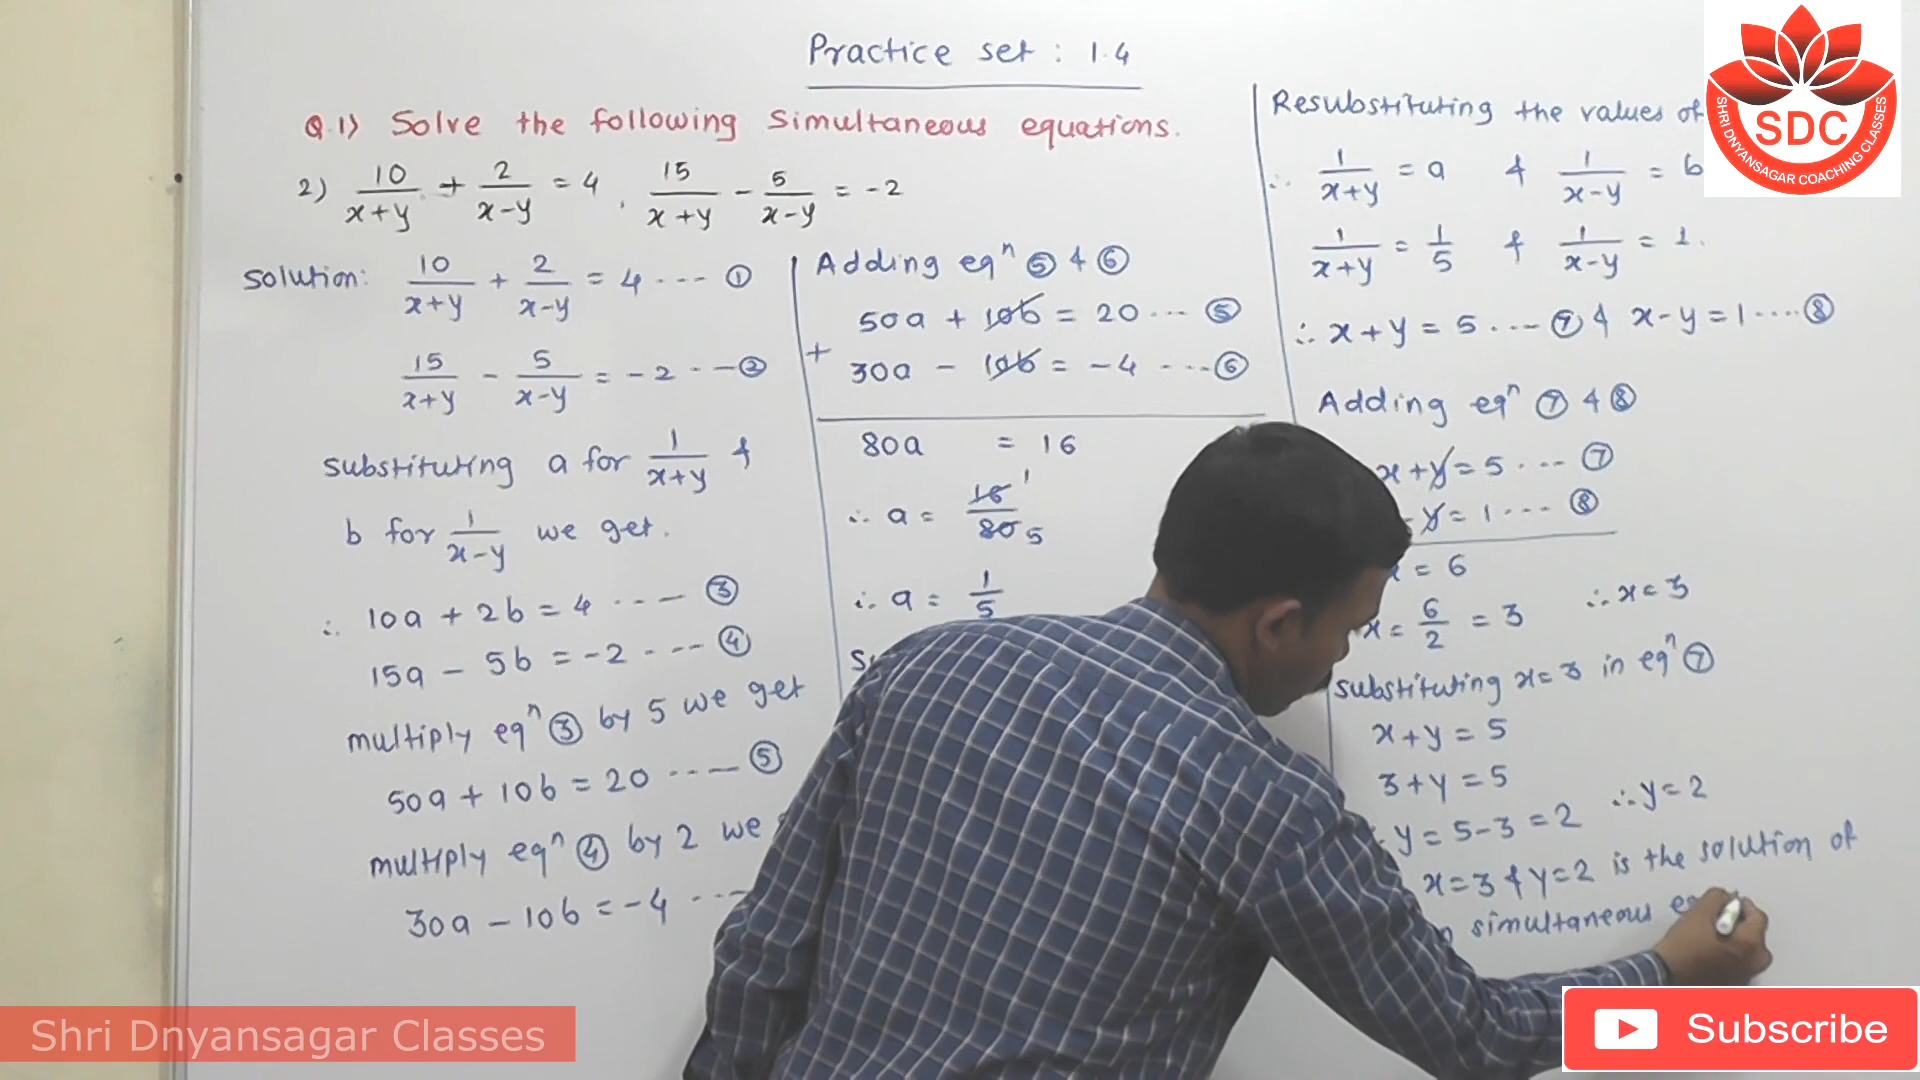 Practice set : 1.4
Q.1) Solve the following Simultaneous equations.
2) 10/(x+y) + 2/(x-y) = 4 , 15/(x+y) - 5/(x-y) = -2
Solution: 10/(x+y) + 2/(x-y) = 4 ---- ①
15/(x+y) - 5/(x-y) = -2 --- ②
substituting a for 1/(x+y) &
b for 1/(x-y) we get.
∴ 10a + 2b = 4 ---- ③
15a - 5b = -2 ---- ④
multiply eqⁿ ③ by 5 we get
50a + 10b = 20 ---- ⑤
multiply eqⁿ ④ by 2 we
30a - 10b = -4 ---
Adding eqⁿ ⑤ & ⑥
50a + 10b = 20 ---- ⑤
+
30a - 10b = -4 ---- ⑥
80a = 16
∴ a = 16/80 1 5
∴ a = 1/5
Resubstituting the values of
∴ 1/(x+y) = a & 1/(x-y) = b
1/(x+y) = 1/5 & 1/(x-y) = 1.
∴ x+y = 5 ---- ⑦ & x-y = 1 ---- ⑧
Adding eqⁿ ⑦ & ⑧
x+y = 5 ---- ⑦
-y = 1 ---- ⑧
x = 6
x = 6/2 = 3 ∴ x = 3
substituting x = 3 in eqⁿ ⑦
x+y = 5
3+y = 5
y = 5-3 = 2 ∴ y = 2
x=3 & y=2 is the solution of
simultaneous
SDC
SHRI DNYANSAGAR COACHING CLASSES
Shri Dnyansagar Classes
Subscribe